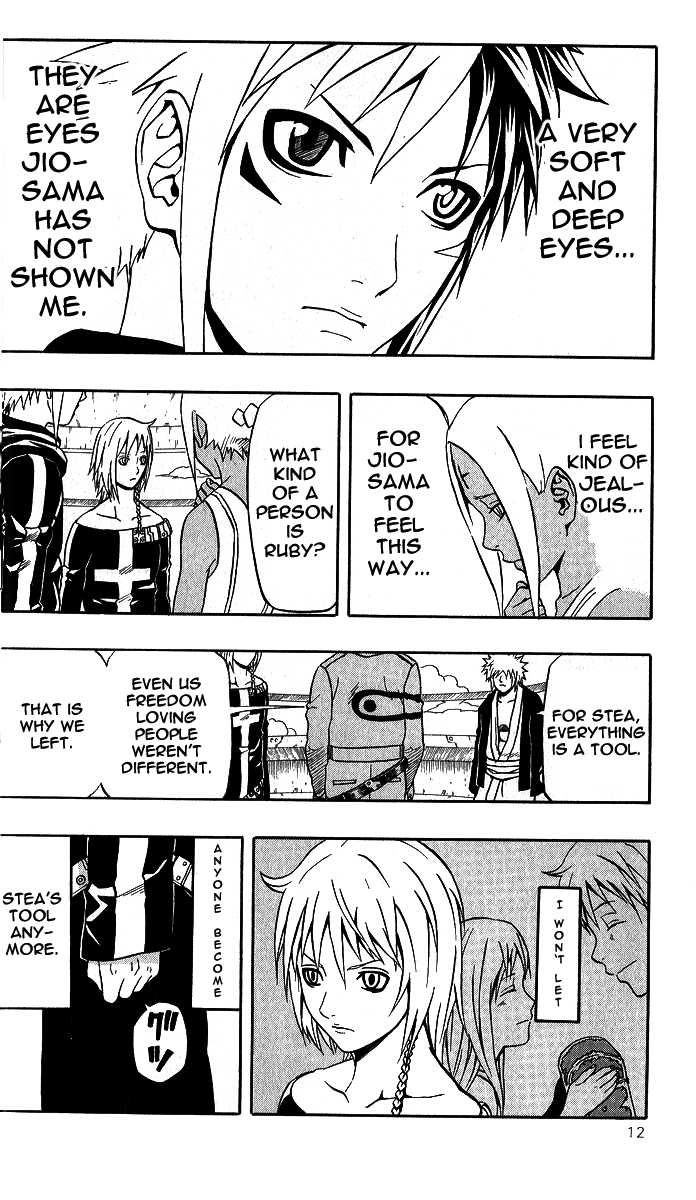 A VERY
SOFT
AND
DEEP
EYES...
THEY
ARE
EYES
JIO-
SAMA
HAS
NOT
SHOWN
ME.
I FEEL
KIND OF
JEAL-
OUS...
FOR
JIO-
SAMA
TO
FEEL
THIS
WAY...
WHAT
KIND
OF A
PERSON
IS
RUBY?
FOR STEA,
EVERYTHING
IS A TOOL.
EVEN US
FREEDOM
LOVING
PEOPLE
WEREN'T
DIFFERENT.
THAT IS
WHY WE
LEFT.
I WON'T LET
ANYONE BECOME
STEA'S
TOOL
ANY-
MORE.
グッ
12